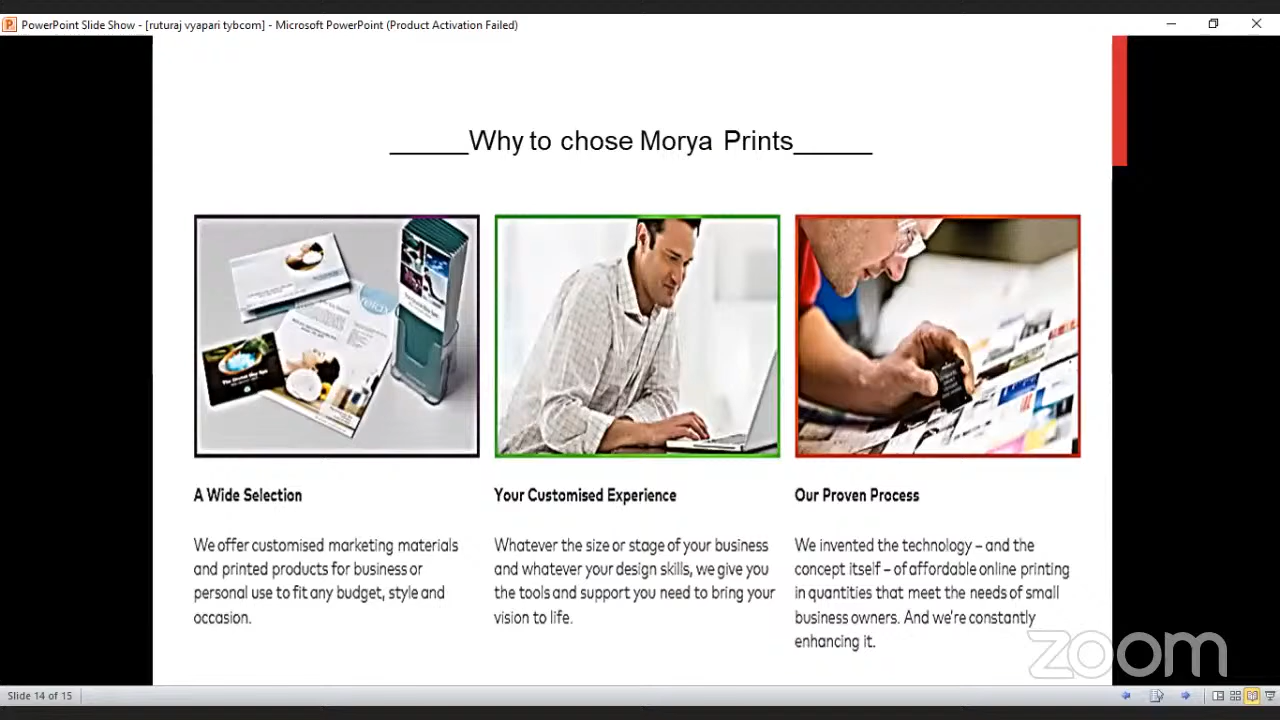 PowerPoint Slide Show - [ruturaj vyapari tybcom] - Microsoft PowerPoint (Product Activation Failed)
______Why to chose Morya Prints______
relax
A Wide Selection
We offer customised marketing materials
and printed products for business or
personal use to fit any budget, style and
occasion.
Your Customised Experience
Whatever the size or stage of your business
and whatever your design skills, we give you
the tools and support you need to bring your
vision to life.
Our Proven Process
We invented the technology – and the
concept itself – of affordable online printing
in quantities that meet the needs of small
business owners. And we're constantly
enhancing it.
zoom
Slide 14 of 15